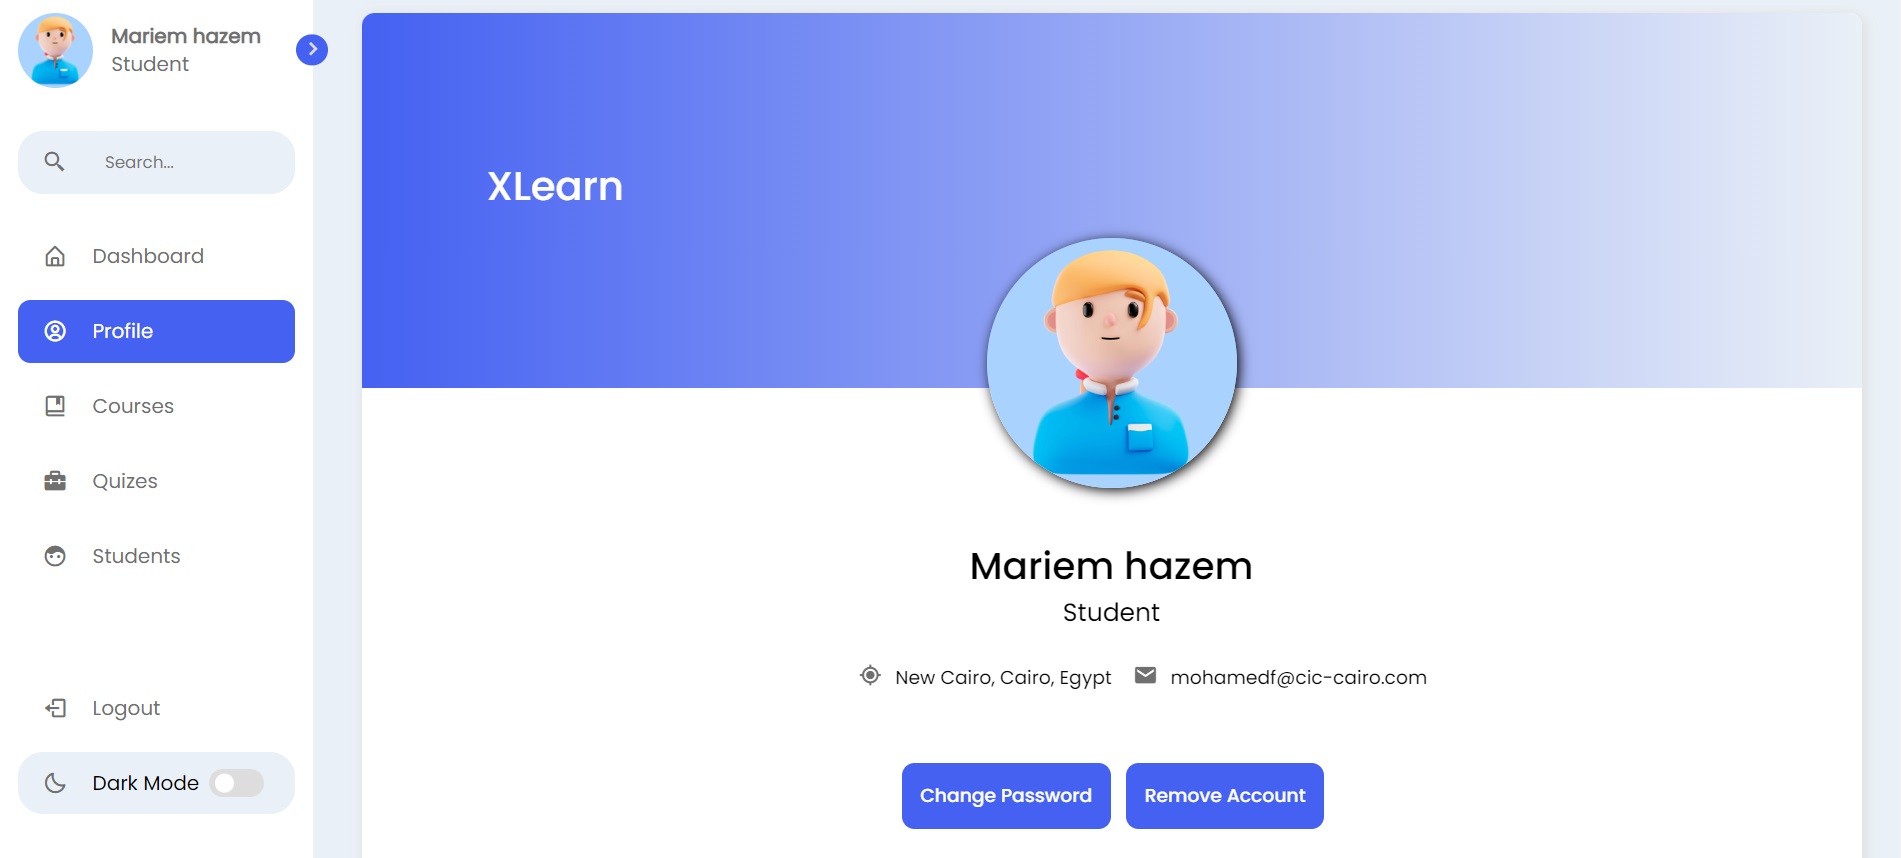 Mariem hazem
Student
Search...
Dashboard
Profile
Courses
Quizes
Students
Logout
Dark Mode
XLearn
Mariem hazem
Student
New Cairo, Cairo, Egypt mohamedf@cic-cairo.com
Change Password Remove Account